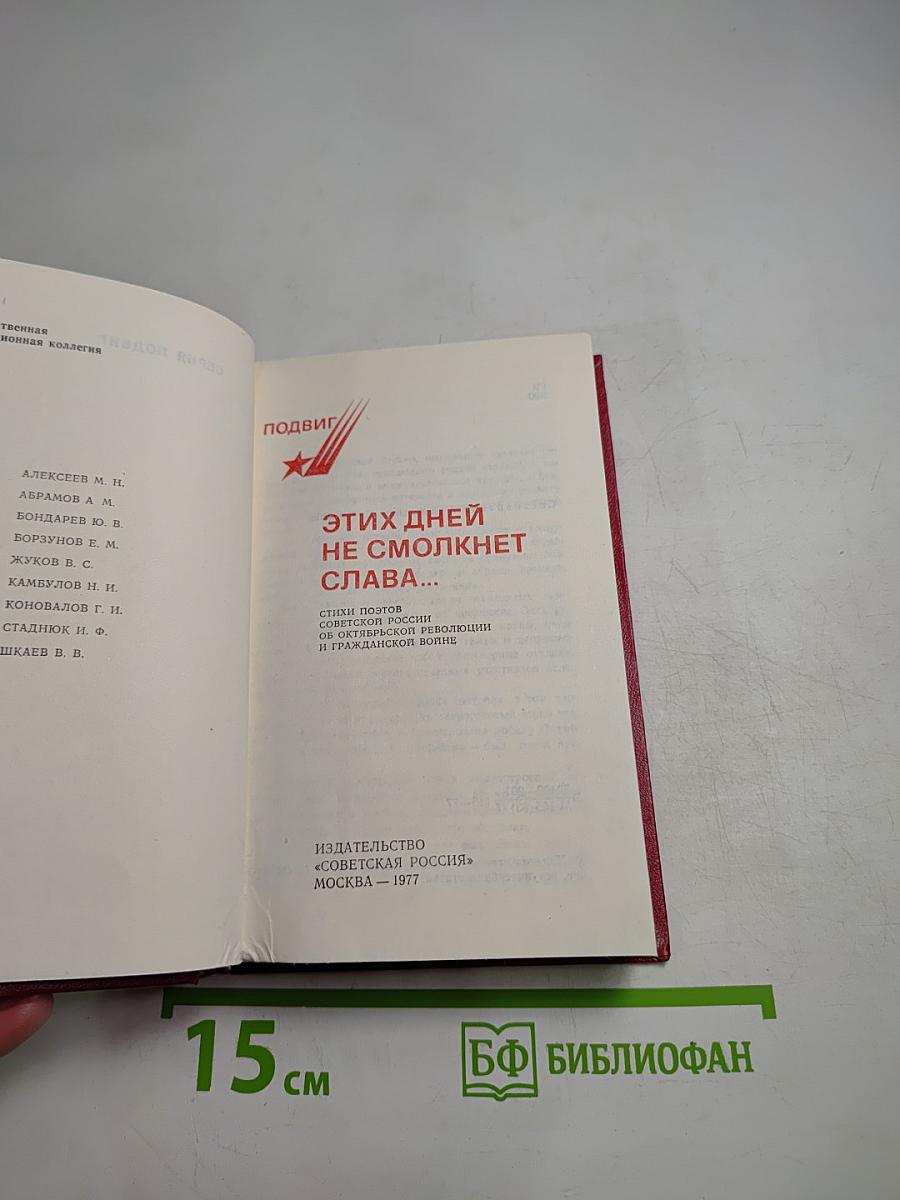 твенная
ционная коллегия
АЛЕКСЕЕВ М. Н.
АБРАМОВ А М.
БОНДАРЕВ Ю. В.
БОРЗУНОВ Е. М.
ЖУКОВ В. С.
КАМБУЛОВ Н. И.
КОНОВАЛОВ Г. И.
СТАДНЮК И. Ф.
ШКАЕВ В. В.
ПОДВИГ
ЭТИХ ДНЕЙ
НЕ СМОЛКНЕТ
СЛАВА...
СТИХИ ПОЭТОВ
СОВЕТСКОЙ РОССИИ
ОБ ОКТЯБРЬСКОЙ РЕВОЛЮЦИИ
И ГРАЖДАНСКОЙ ВОЙНЕ
ИЗДАТЕЛЬСТВО
«СОВЕТСКАЯ РОССИЯ»
МОСКВА — 1977
15 см
БФ БИБЛИОФАН